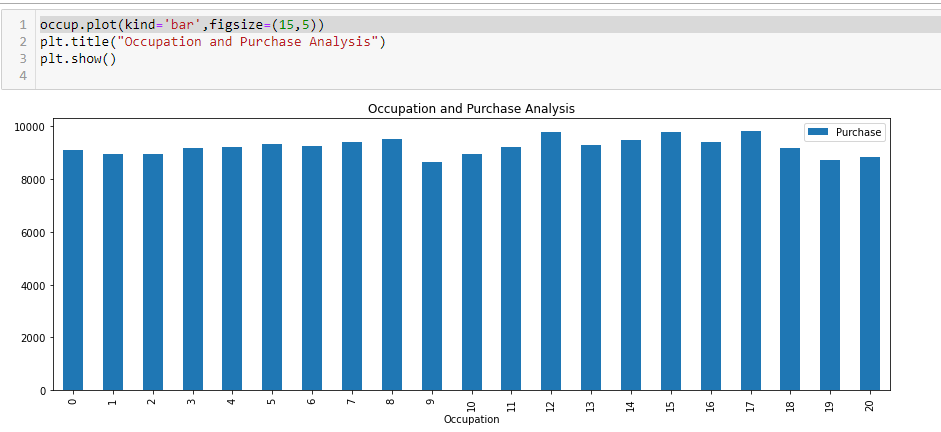 1 occup.plot(kind='bar',figsize=(15,5))
2 plt.title("Occupation and Purchase Analysis")
3 plt.show()
4
Occupation and Purchase Analysis
Purchase
10000
8000
6000
4000
2000
0
0 1 2 3 4 5 6 7 8 9 10 11 12 13 14 15 16 17 18 19 20
Occupation